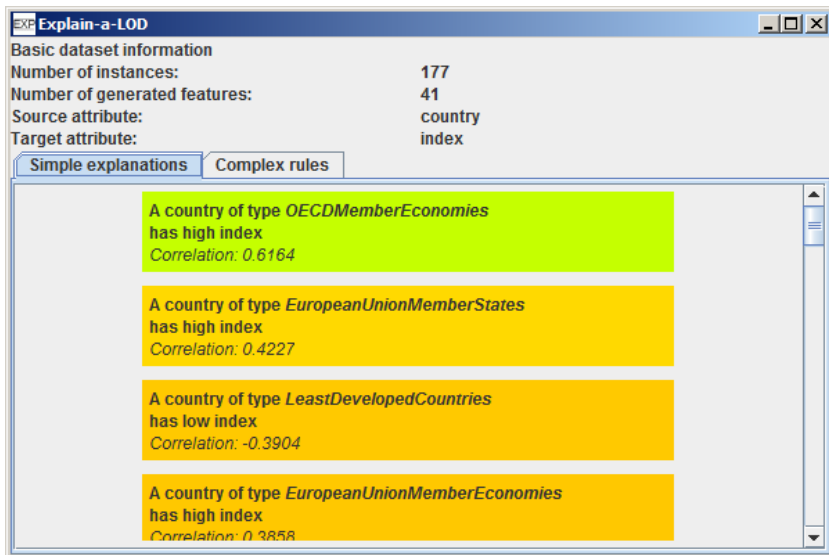 EXP Explain-a-LOD
Basic dataset information
Number of instances: 177
Number of generated features: 41
Source attribute: country
Target attribute: index
Simple explanations Complex rules
A country of type OECDMemberEconomies
has high index
Correlation: 0.6164
A country of type EuropeanUnionMemberStates
has high index
Correlation: 0.4227
A country of type LeastDevelopedCountries
has low index
Correlation: -0.3904
A country of type EuropeanUnionMemberEconomies
has high index
Correlation: 0.3858